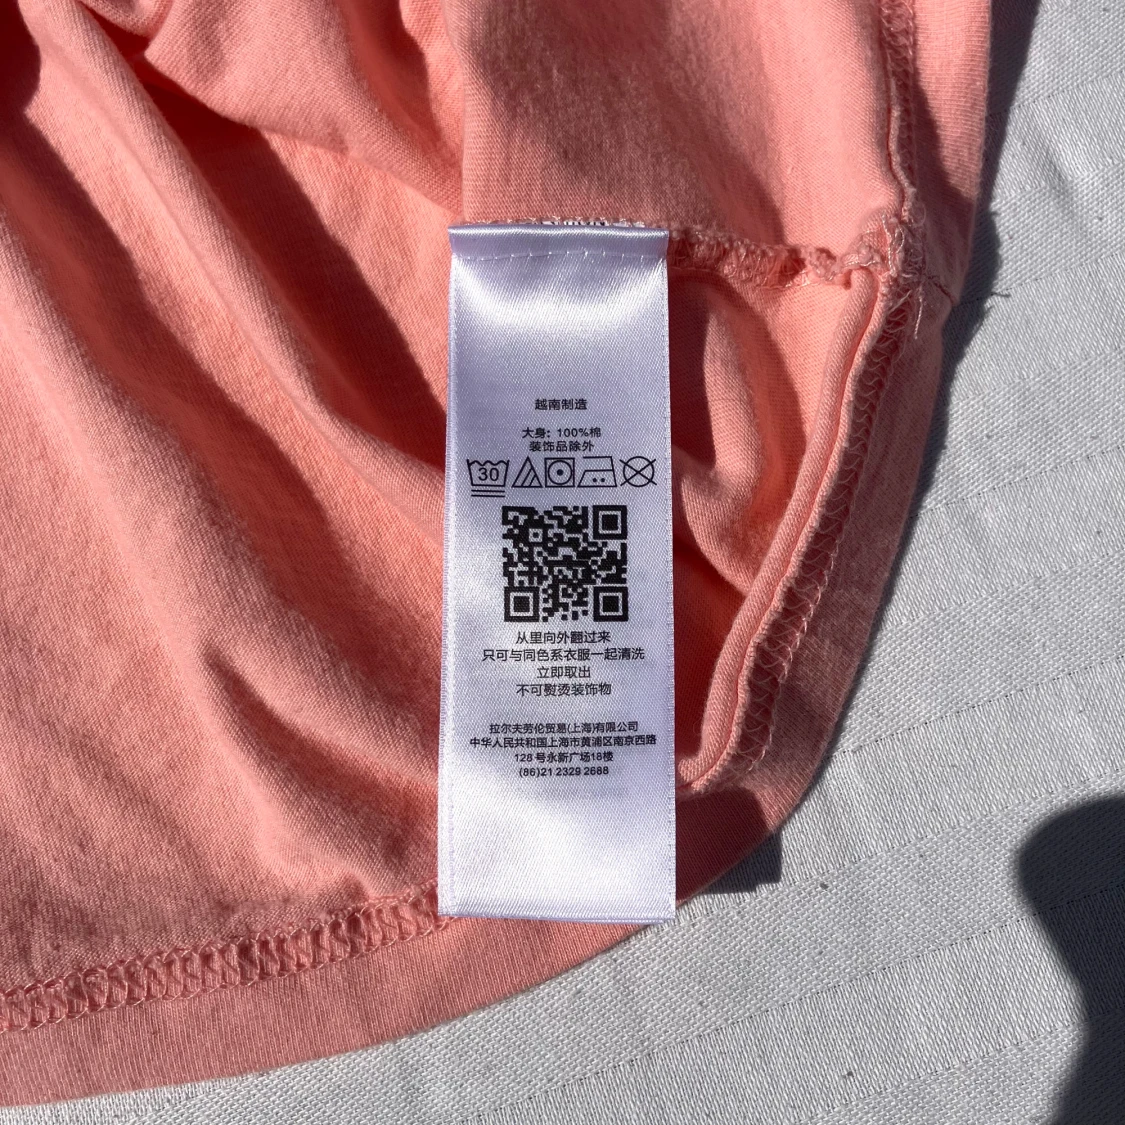 越南制造
大身: 100%棉
装饰品除外
30
从里向外翻过来
只可与同色系衣服一起清洗
立即取出
不可熨烫装饰物
拉尔夫劳伦贸易(上海)有限公司
中华人民共和国上海市黄浦区南京西路
128 号永新广场18楼
(86)21 2329 2688